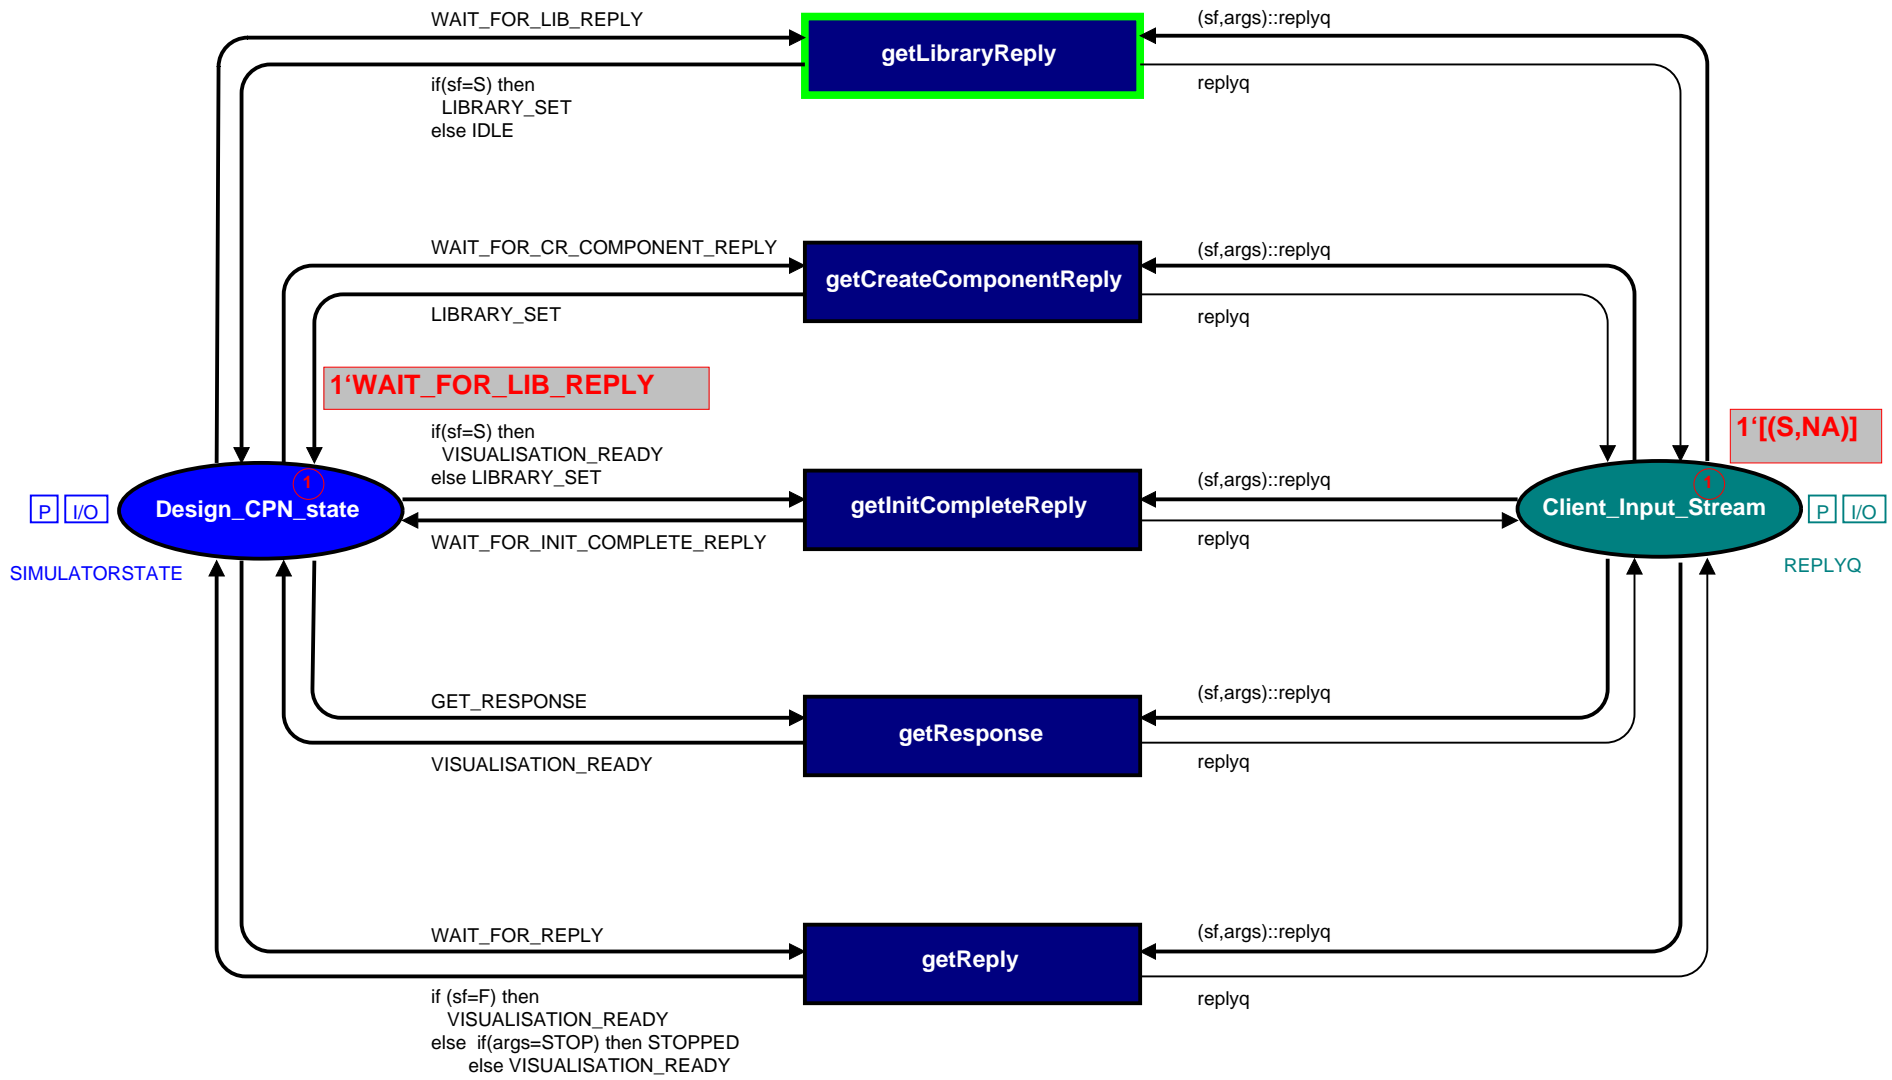 WAIT_FOR_LIB_REPLY
(sf,args)::replyq
getLibraryReply
if(sf=S) then
LIBRARY_SET
else IDLE
replyq
WAIT_FOR_CR_COMPONENT_REPLY
(sf,args)::replyq
getCreateComponentReply
LIBRARY_SET
replyq
1‘WAIT_FOR_LIB_REPLY
1‘[(S,NA)]
if(sf=S) then
VISUALISATION_READY
else LIBRARY_SET
(sf,args)::replyq
1
1
P I/O
Design_CPN_state
getInitCompleteReply
Client_Input_Stream
P I/O
WAIT_FOR_INIT_COMPLETE_REPLY
replyq
SIMULATORSTATE
REPLYQ
GET_RESPONSE
(sf,args)::replyq
getResponse
VISUALISATION_READY
replyq
WAIT_FOR_REPLY
(sf,args)::replyq
getReply
if (sf=F) then
VISUALISATION_READY
else if(args=STOP) then STOPPED
else VISUALISATION_READY
replyq